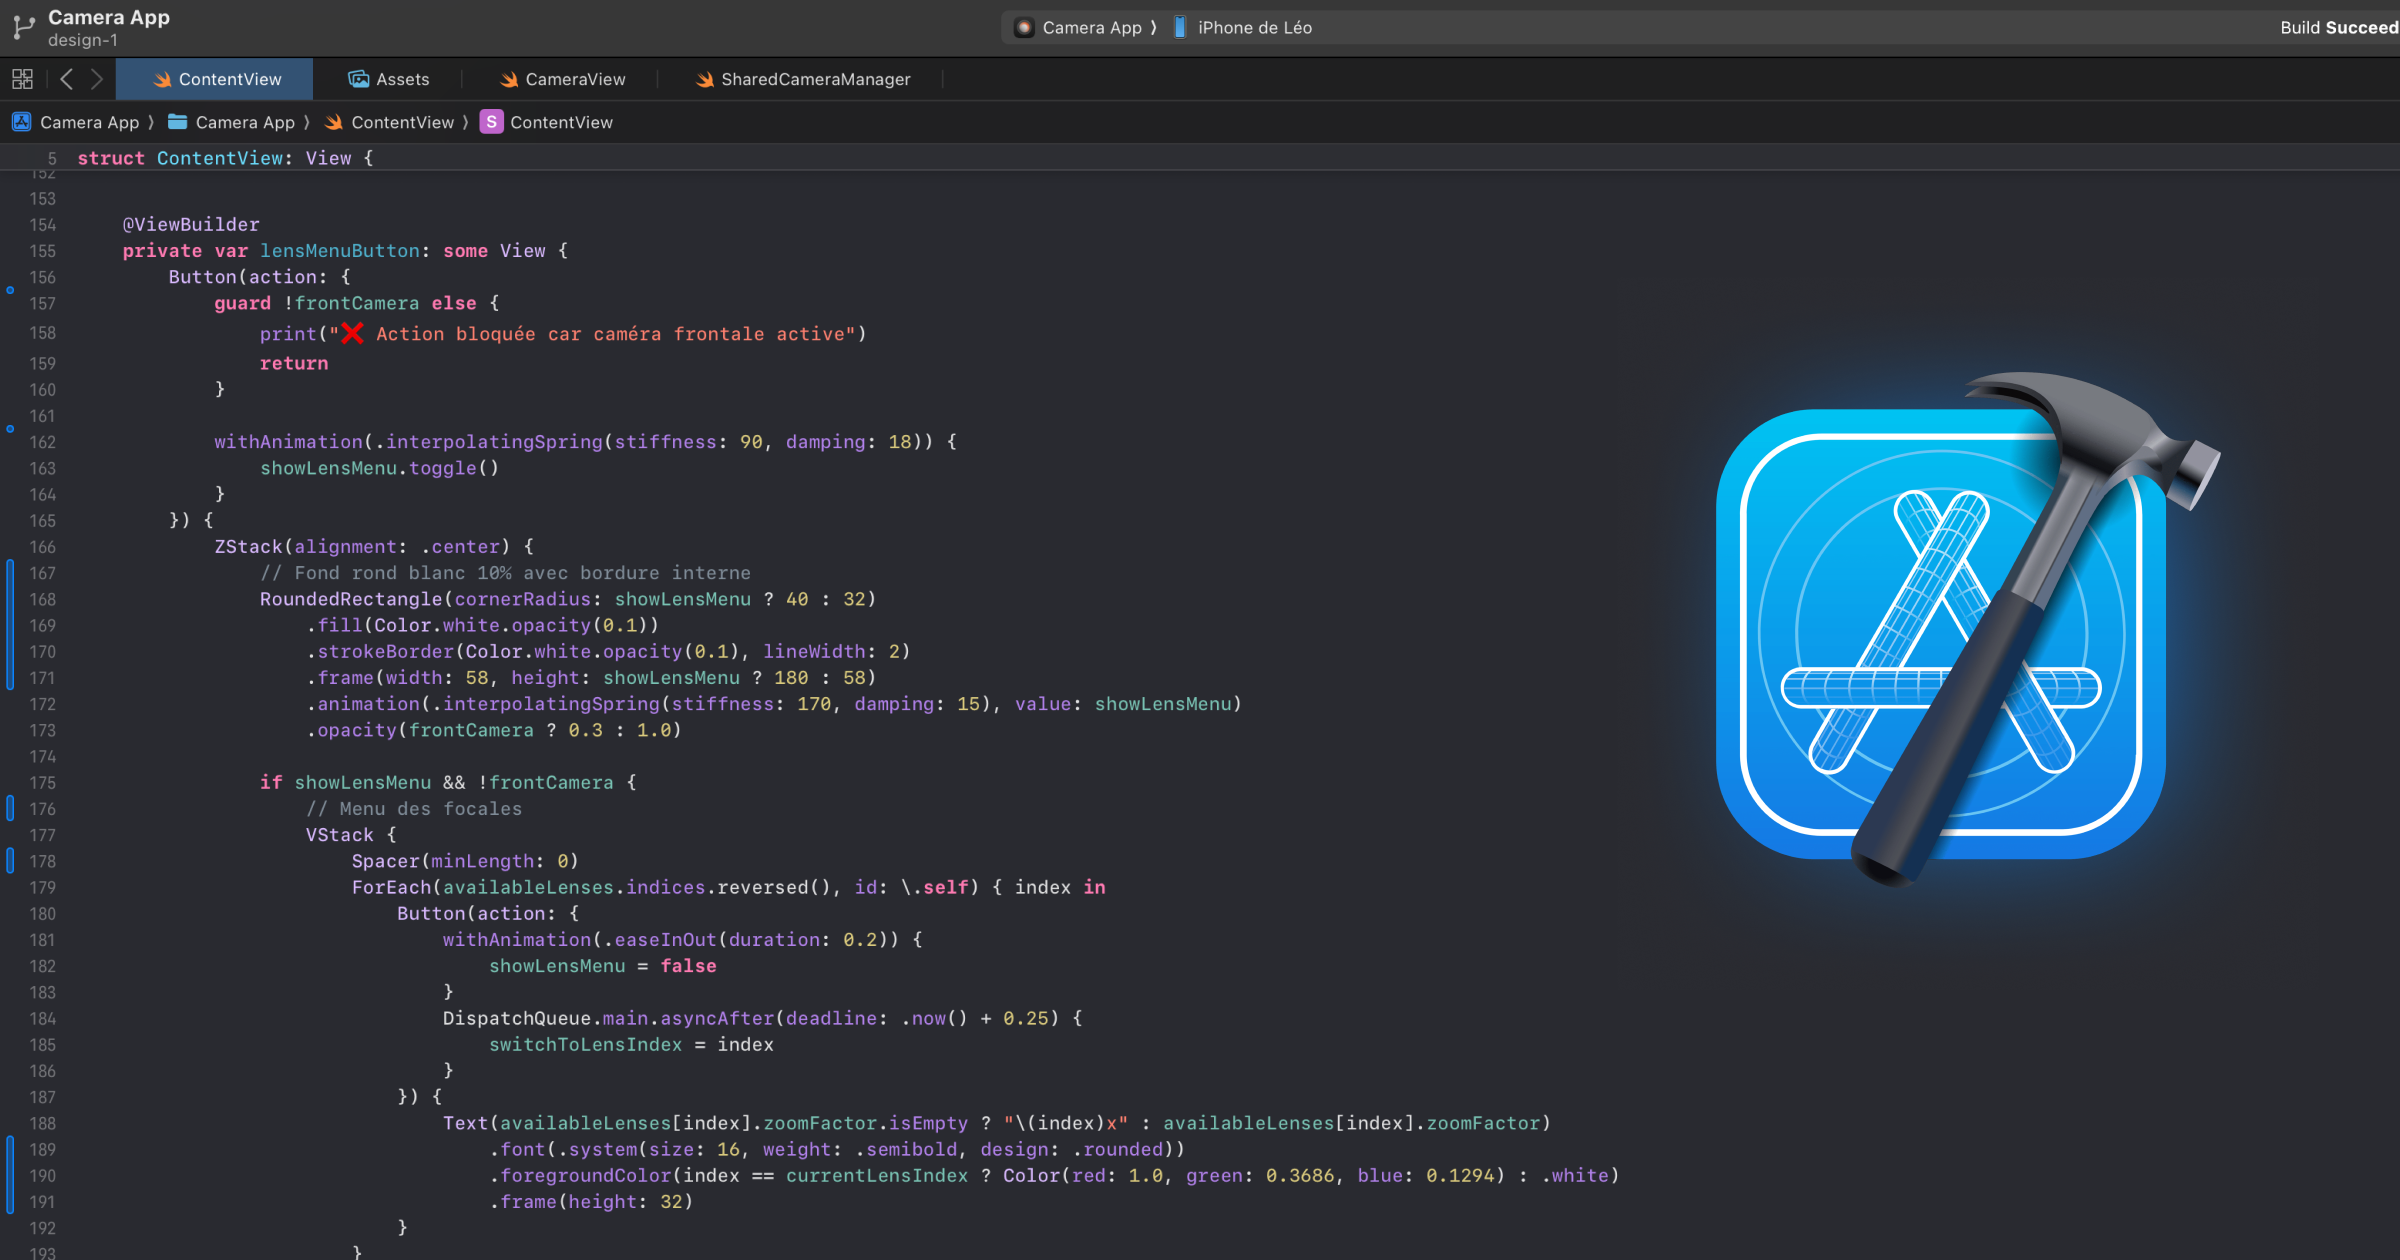 Camera App
design-1
Camera App ⟩ iPhone de Léo
Build Succeed
ContentView Assets CameraView SharedCameraManager
Camera App ⟩ Camera App ⟩ ContentView ⟩ S ContentView
5 struct ContentView: View {
152
153
154     @ViewBuilder
155     private var lensMenuButton: some View {
156         Button(action: {
157             guard !frontCamera else {
158                 print("❌ Action bloquée car caméra frontale active")
159                 return
160             }
161
162             withAnimation(.interpolatingSpring(stiffness: 90, damping: 18)) {
163                 showLensMenu.toggle()
164             }
165         }) {
166             ZStack(alignment: .center) {
167                 // Fond rond blanc 10% avec bordure interne
168                 RoundedRectangle(cornerRadius: showLensMenu ? 40 : 32)
169                     .fill(Color.white.opacity(0.1))
170                     .strokeBorder(Color.white.opacity(0.1), lineWidth: 2)
171                     .frame(width: 58, height: showLensMenu ? 180 : 58)
172                     .animation(.interpolatingSpring(stiffness: 170, damping: 15), value: showLensMenu)
173                     .opacity(frontCamera ? 0.3 : 1.0)
174
175                 if showLensMenu && !frontCamera {
176                     // Menu des focales
177                     VStack {
178                         Spacer(minLength: 0)
179                         ForEach(availableLenses.indices.reversed(), id: \.self) { index in
180                             Button(action: {
181                                 withAnimation(.easeInOut(duration: 0.2)) {
182                                     showLensMenu = false
183                                 }
184                                 DispatchQueue.main.asyncAfter(deadline: .now() + 0.25) {
185                                     switchToLensIndex = index
186                                 }
187                             }) {
188                                 Text(availableLenses[index].zoomFactor.isEmpty ? "\(index)x" : availableLenses[index].zoomFactor)
189                                     .font(.system(size: 16, weight: .semibold, design: .rounded))
190                                     .foregroundColor(index == currentLensIndex ? Color(red: 1.0, green: 0.3686, blue: 0.1294) : .white)
191                                     .frame(height: 32)
192                             }
193                         }